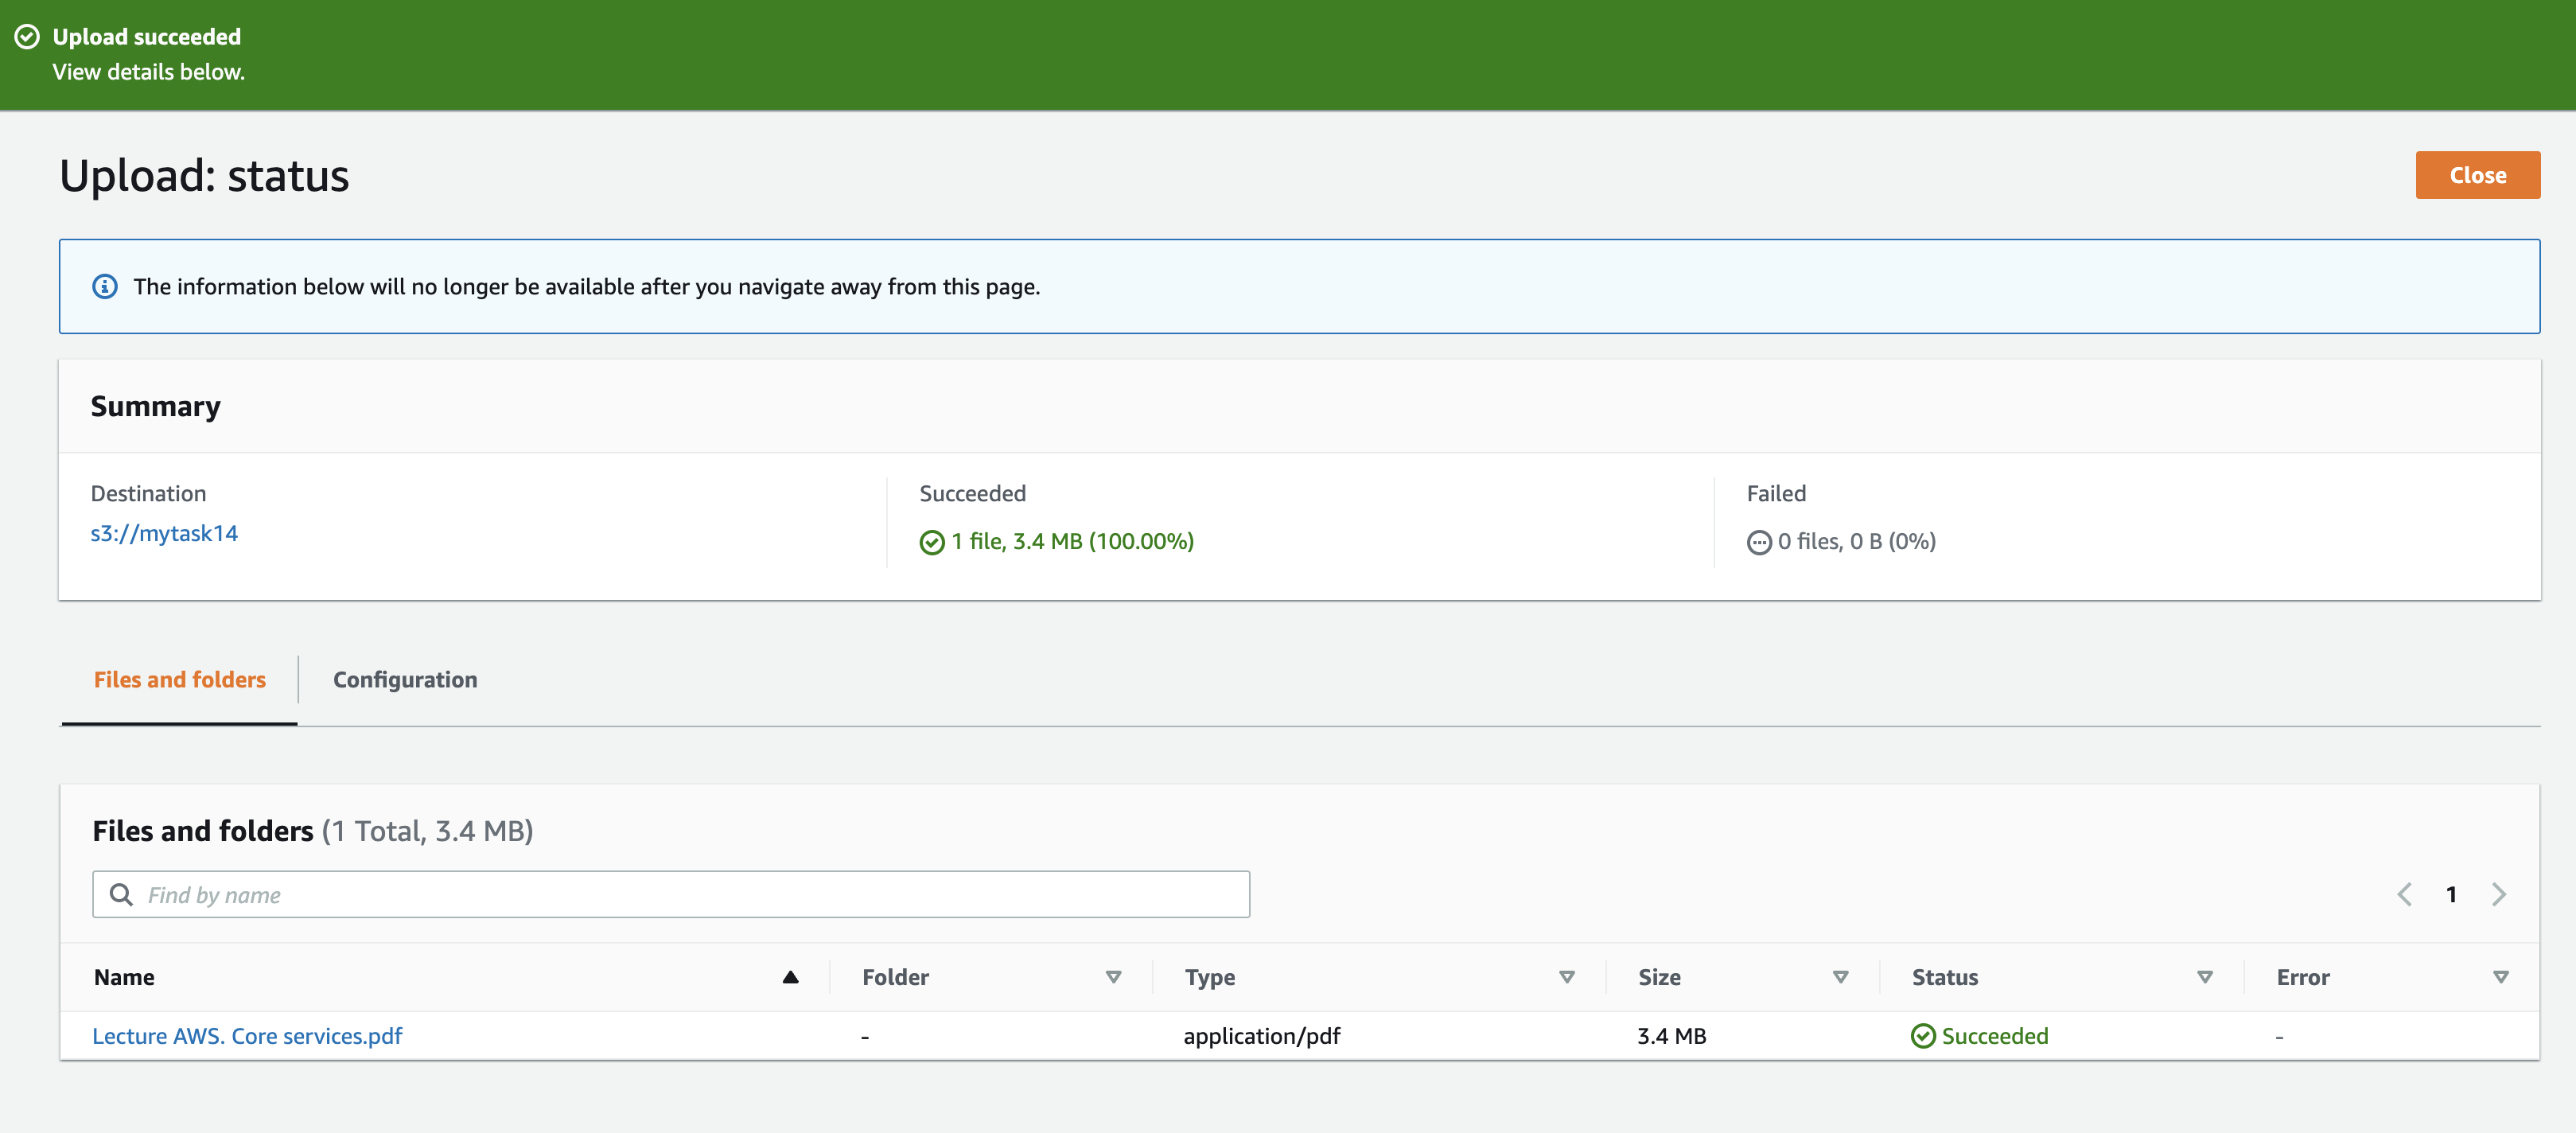 Upload succeeded
View details below.
Upload: status
Close
The information below will no longer be available after you navigate away from this page.
Summary
Destination
s3://mytask14
Succeeded
1 file, 3.4 MB (100.00%)
Failed
0 files, 0 B (0%)
Files and folders
Configuration
Files and folders (1 Total, 3.4 MB)
Find by name
1
Name Folder Type Size Status Error
Lecture AWS. Core services.pdf - application/pdf 3.4 MB Succeeded -